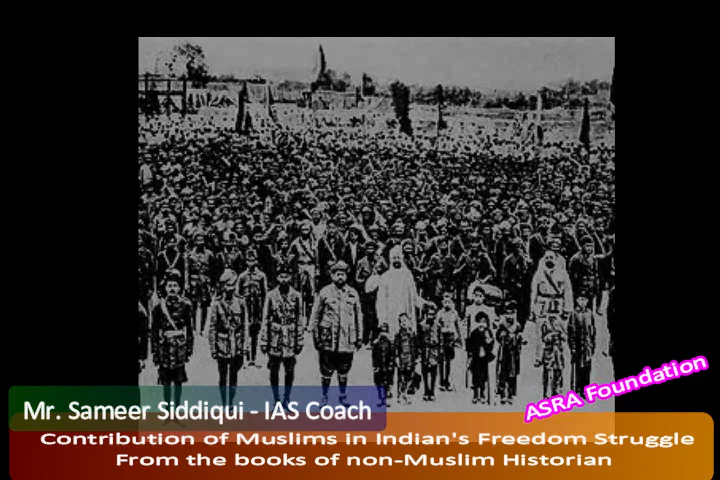 ASRA Foundation
Mr. Sameer Siddiqui - IAS Coach
Contribution of Muslims in Indian's Freedom Struggle
From the books of non-Muslim Historian